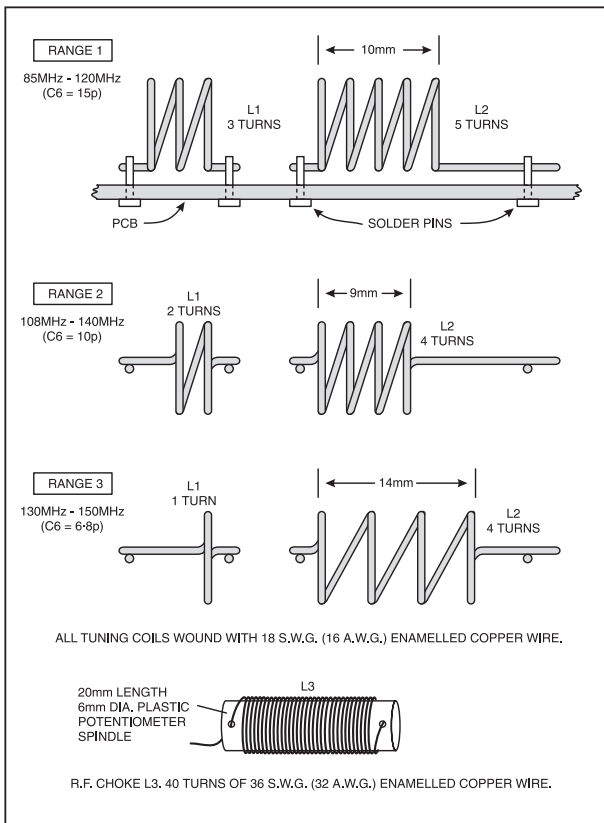 RANGE 1
85MHz - 120MHz
(C6 = 15p)
10mm
L1
3 TURNS
L2
5 TURNS
PCB
SOLDER PINS
RANGE 2
108MHz - 140MHz
(C6 = 10p)
L1
2 TURNS
9mm
L2
4 TURNS
RANGE 3
130MHz - 150MHz
(C6 = 6·8p)
L1
1 TURN
14mm
L2
4 TURNS
ALL TUNING COILS WOUND WITH 18 S.W.G. (16 A.W.G.) ENAMELLED COPPER WIRE.
20mm LENGTH
6mm DIA. PLASTIC
POTENTIOMETER
SPINDLE
L3
R.F. CHOKE L3. 40 TURNS OF 36 S.W.G. (32 A.W.G.) ENAMELLED COPPER WIRE.